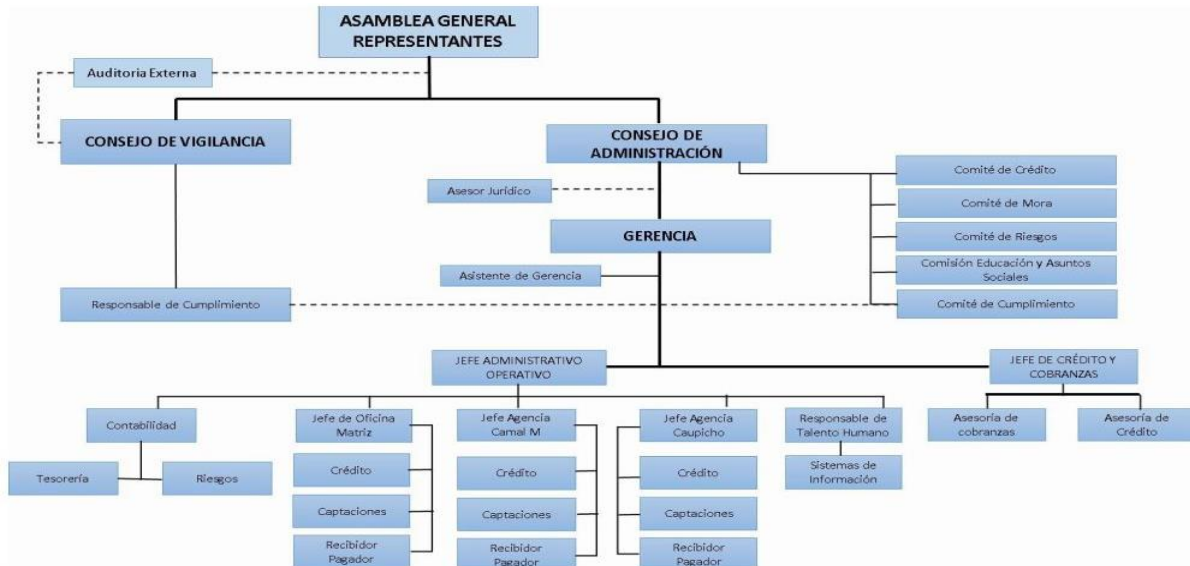 ASAMBLEA GENERAL
REPRESENTANTES
Auditoria Externa
CONSEJO DE VIGILANCIA
CONSEJO DE
ADMINISTRACIÓN
Comité de Crédito
Asesor Jurídico
Comité de Mora
GERENCIA
Comité de Riesgos
Asistente de Gerencia
Comisión Educación y Asuntos
Sociales
Responsable de Cumplimiento
Comité de Cumplimiento
JEFE ADMINISTRATIVO
OPERATIVO
JEFE DE CRÉDITO Y
COBRANZAS
Contabilidad
Jefe de Oficina
Matriz
Jefe Agencia
Camal M
Jefe Agencia
Caupicho
Responsable de
Talento Humano
Asesoría de
cobranzas
Asesoría de
Crédito
Tesorería
Riesgos
Crédito
Crédito
Crédito
Sistemas de
Información
Captaciones
Captaciones
Captaciones
Recibidor
Pagador
Recibidor
Pagador
Recibidor
Pagador